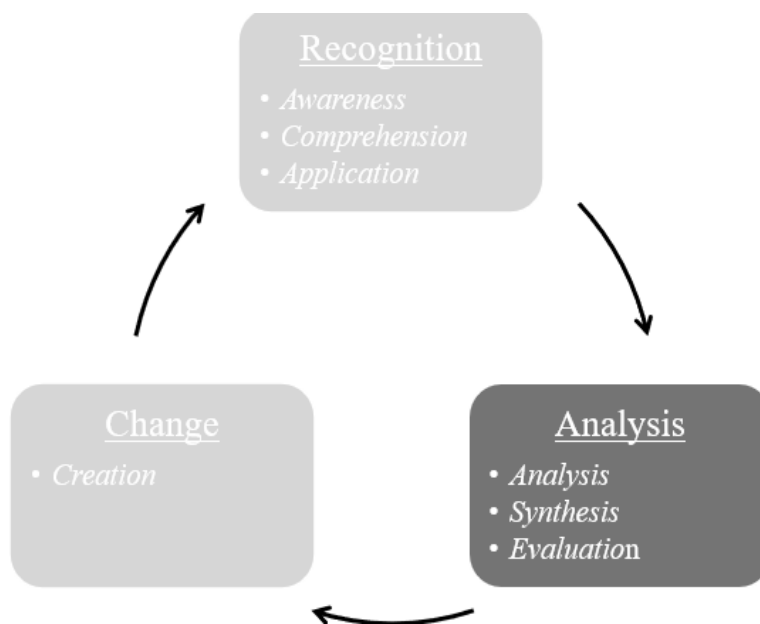 Recognition
• Awareness
• Comprehension
• Application
Change
• Creation
Analysis
• Analysis
• Synthesis
• Evaluation